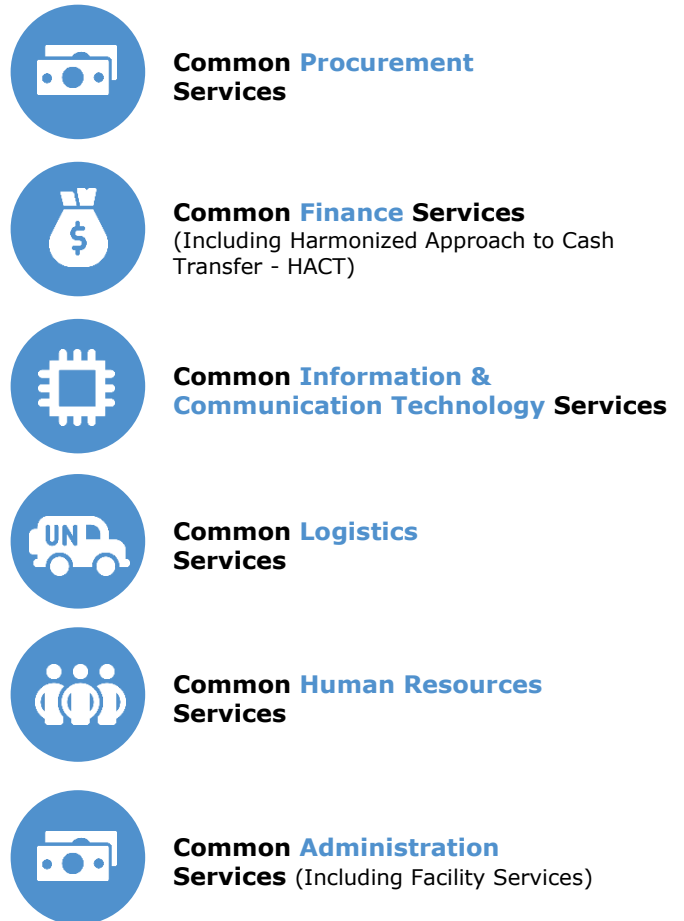 Common Procurement
Services
$
Common Finance Services
(Including Harmonized Approach to Cash
Transfer - HACT)
Common Information &
Communication Technology Services
UN
Common Logistics
Services
Common Human Resources
Services
Common Administration
Services (Including Facility Services)